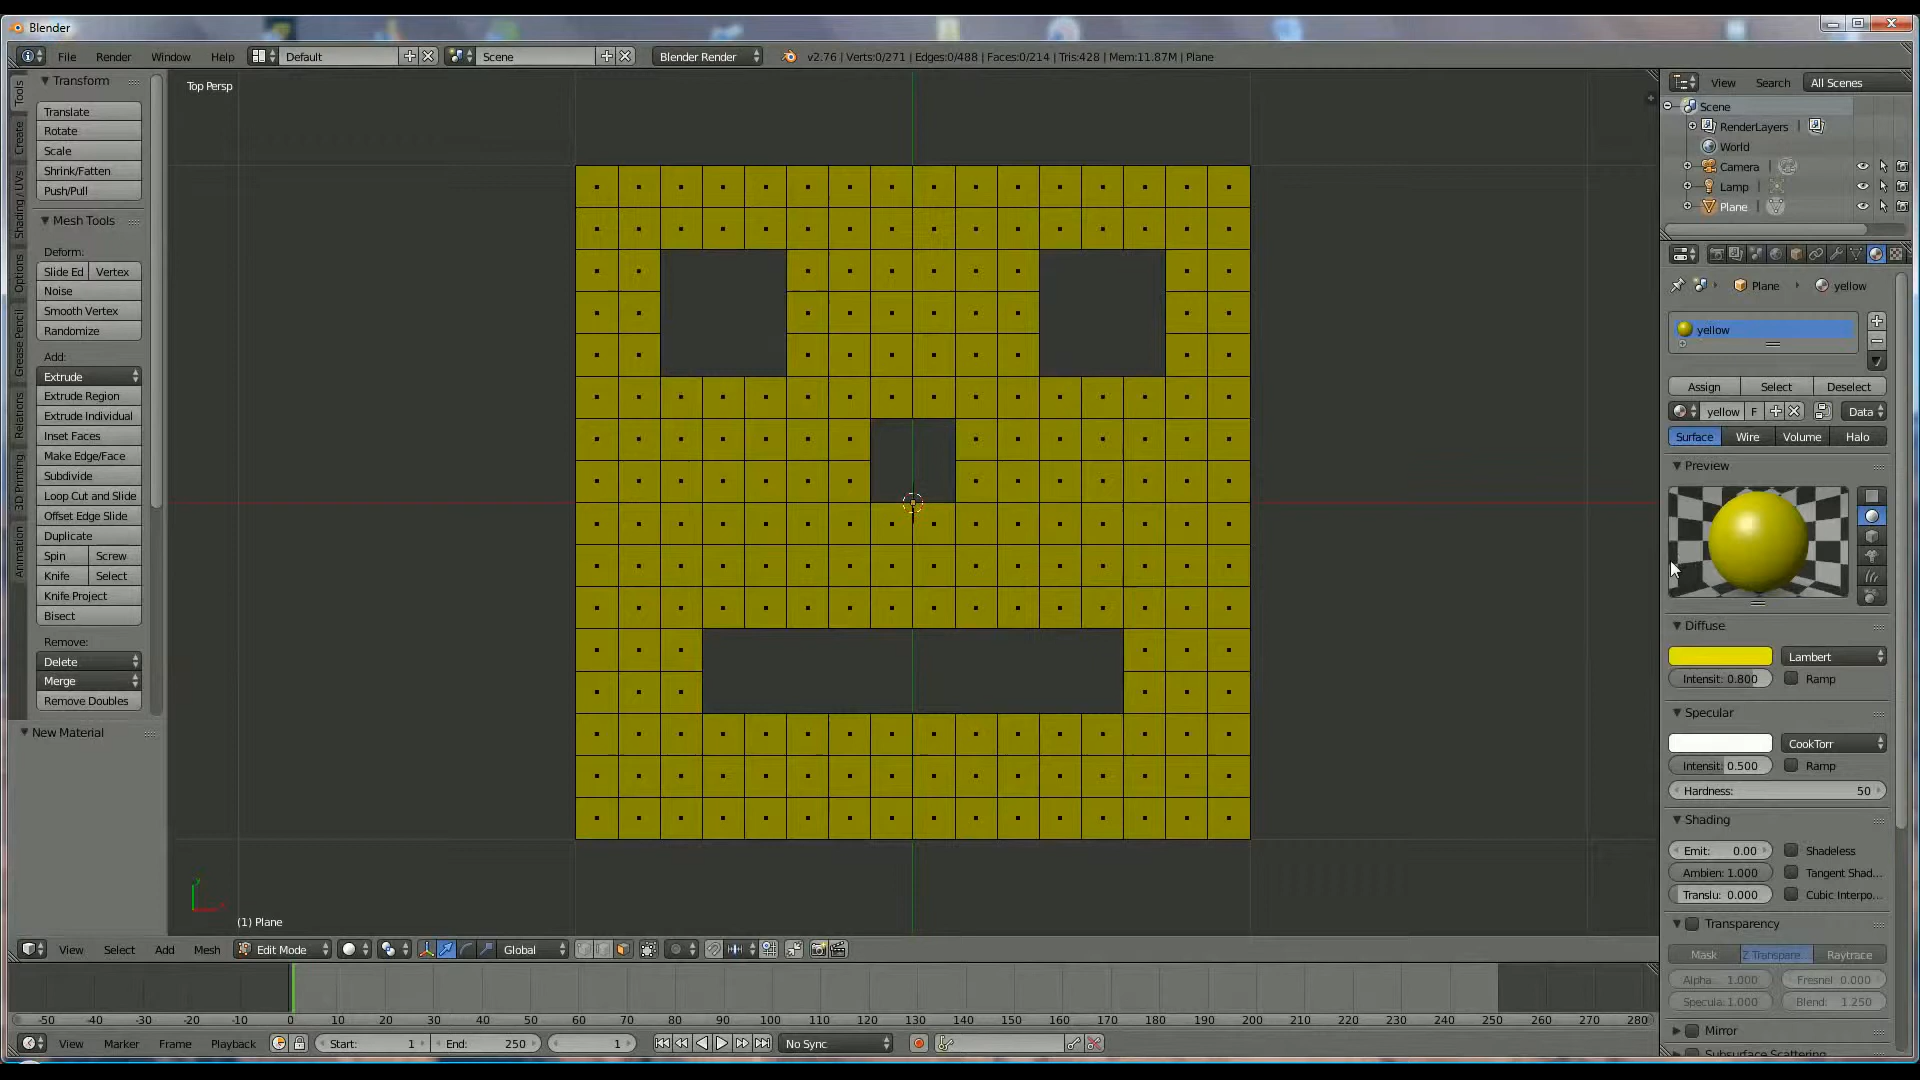 Blender
File Render Window Help Default Scene Blender Render v2.76 | Verts:0/271 | Edges:0/488 | Faces:0/214 | Tris:428 | Mem:11.87M | Plane
Tools
Create
Shading / UVs
Options
Grease Pencil
Relations
3D Printing
Animation
Transform
Translate
Rotate
Scale
Shrink/Fatten
Push/Pull
Mesh Tools
Deform:
Slide Ed Vertex
Noise
Smooth Vertex
Randomize
Add:
Extrude
Extrude Region
Extrude Individual
Inset Faces
Make Edge/Face
Subdivide
Loop Cut and Slide
Offset Edge Slide
Duplicate
Spin Screw
Knife Select
Knife Project
Bisect
Remove:
Delete
Merge
Remove Doubles
New Material
Top Persp
(1) Plane
View Select Add Mesh Edit Mode Global
-50 -40 -30 -20 -10 0 10 20 30 40 50 60 70 80 90 100 110 120 130 140 150 160 170 180 190 200 210 220 230 240 250 260 270 280
View Marker Frame Playback Start: 1 End: 250 1 No Sync
View Search All Scenes
Scene
RenderLayers
World
Camera
Lamp
Plane
Plane yellow
yellow
Assign Select Deselect
yellow F Data
Surface Wire Volume Halo
Preview
Diffuse
Lambert
Intensit: 0.800 Ramp
Specular
CookTorr
Intensit: 0.500 Ramp
Hardness: 50
Shading
Emit: 0.00 Shadeless
Ambien: 1.000 Tangent Shad...
Translu: 0.000 Cubic Interpo...
Transparency
Mask Z Transpare... Raytrace
Alpha: 1.000 Fresnel 0.000
Specula: 1.000 Blend: 1.250
Mirror
Subsurface Scattering